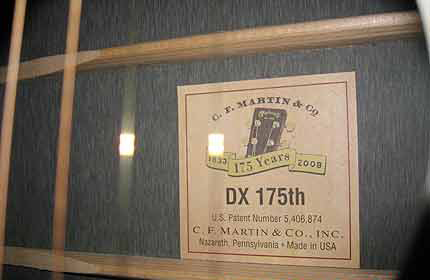 C. F. MARTIN & CO
1833 175 Years 2008
DX 175th
U.S. Patent Number 5,406,874
C. F. MARTIN & CO., INC.
Nazareth, Pennsylvania • Made in USA